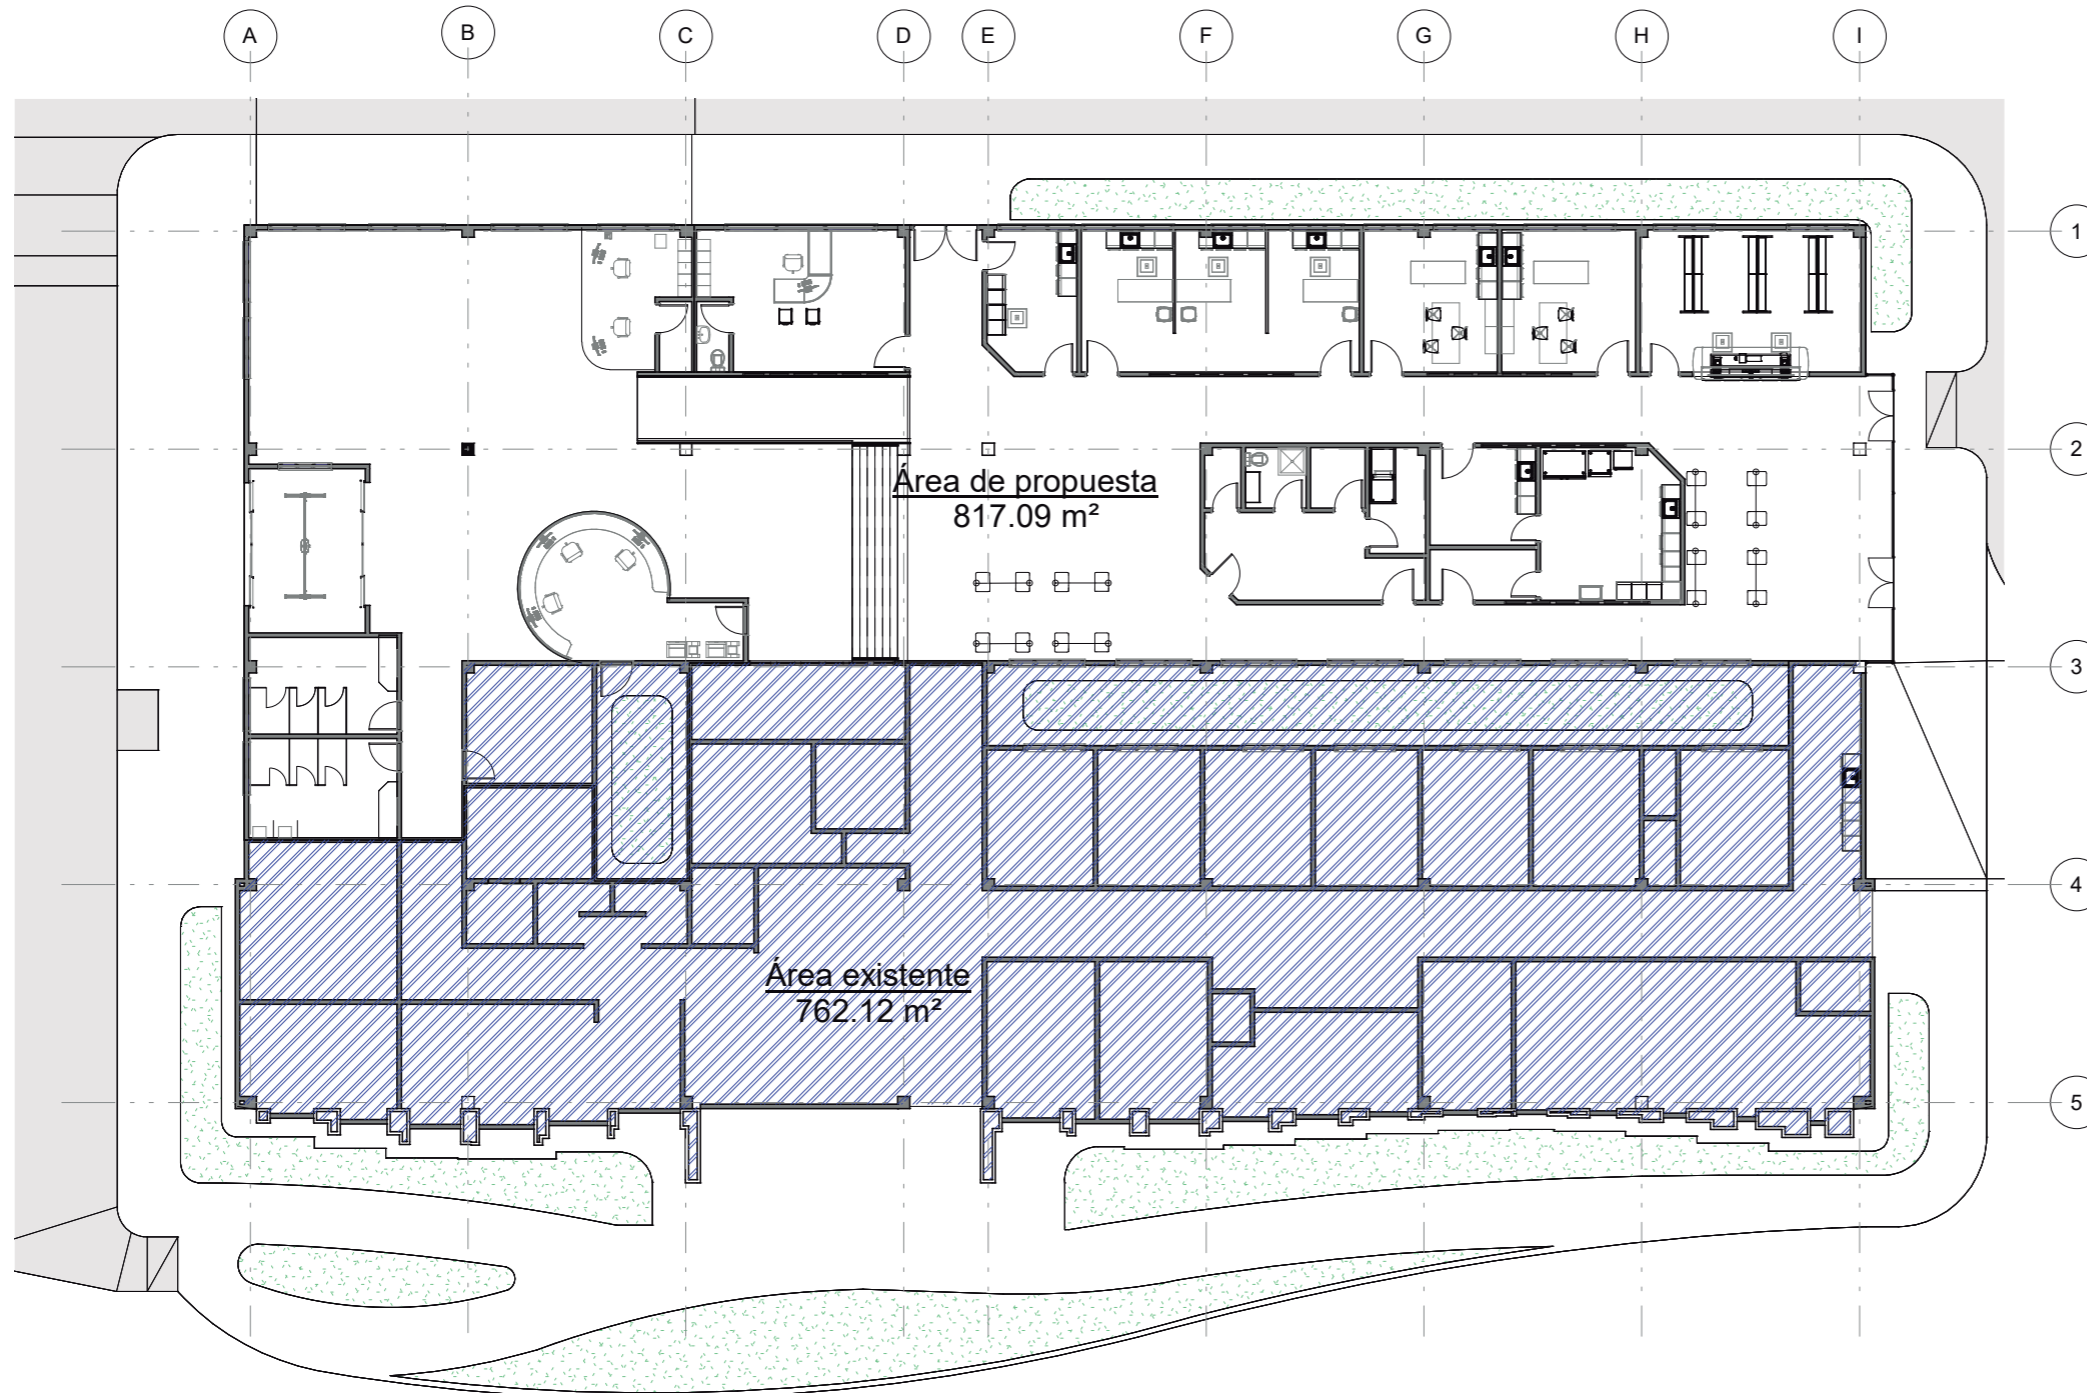 A B C D E F G H I
1
2
Área de propuesta
817.09 m²
3
4
Área existente
762.12 m²
5